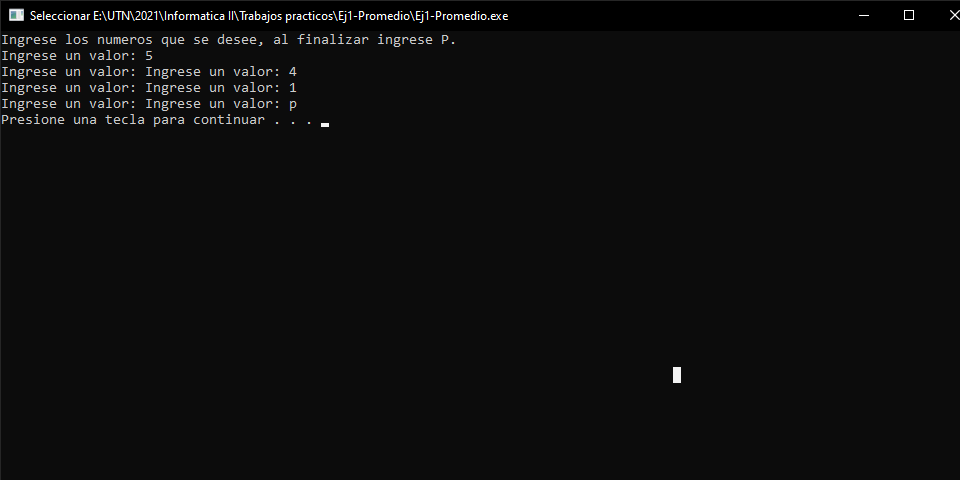 Seleccionar E:\UTN\2021\Informatica II\Trabajos practicos\Ej1-Promedio\Ej1-Promedio.exe
Ingrese los numeros que se desee, al finalizar ingrese P.
Ingrese un valor: 5
Ingrese un valor: Ingrese un valor: 4
Ingrese un valor: Ingrese un valor: 1
Ingrese un valor: Ingrese un valor: p
Presione una tecla para continuar . . .